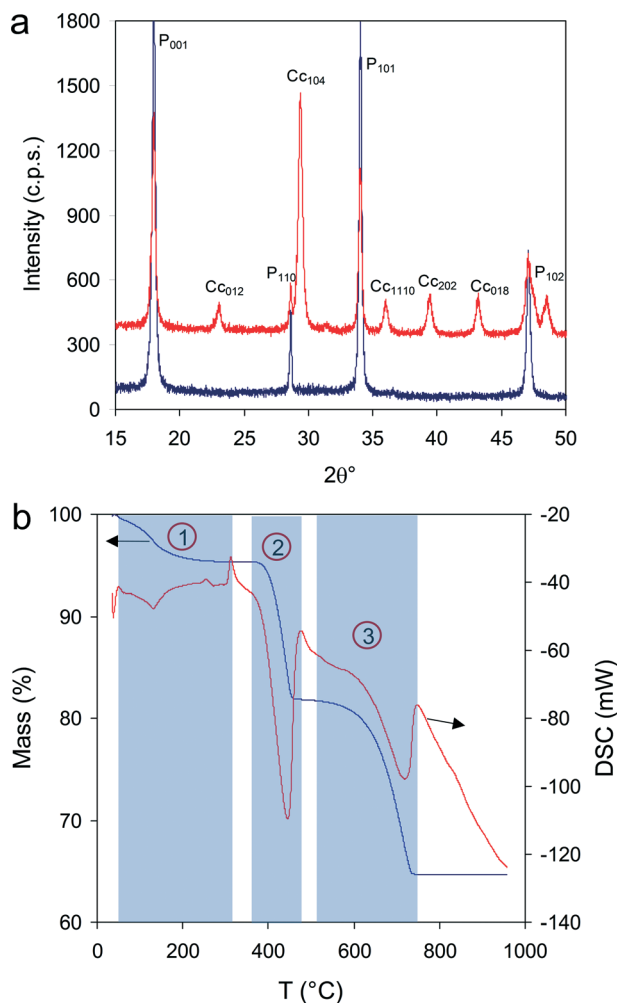 a
1800
1500
1200
900
600
300
0
Intensity (c.p.s.)
P001
Cc104
P101
Cc012
P110
Cc1110
Cc202
Cc018
P102
15 20 25 30 35 40 45 50
2θ°
b
100
90
80
70
60
Mass (%)
1
2
3
-20
-40
-60
-80
-100
-120
-140
DSC (mW)
0 200 400 600 800 1000
T (°C)